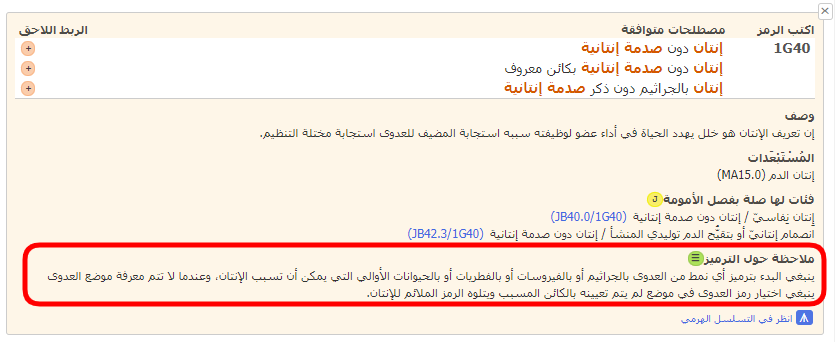 اكتب الرمز مصطلحات متوافقة الربط اللاحق
1G40 إنتان دون صدمة إنتانية +
إنتان دون صدمة إنتانية بكائن معروف +
إنتان بالجراثيم دون ذكر صدمة إنتانية +
وصف
إن تعريف الإنتان هو خلل يهدد الحياة في أداء عضو لوظيفته سببه استجابة المضيف للعدوى استجابة مختلة التنظيم.
المُسْتَبْعَدَات
إنتان الدم (MA15.0)
فئات لها صلة بفصل الأمومة J
إنتان نِفاسيّ / إنتان دون صدمة إنتانية (JB40.0/1G40)
انصمام إنتانيّ أو بتقيُّح الدم توليدي المنشأ / إنتان دون صدمة إنتانية (JB42.3/1G40)
ملاحظة حول الترميز
ينبغي البدء بترميز أي نمط من العدوى بالجراثيم أو بالفيروسات أو بالفطريات أو بالحيوانات الأوالي التي يمكن أن تسبب الإنتان، وعندما لا تتم معرفة موضع العدوى
ينبغي اختيار رمز العدوى في موضع لم يتم تعيينه بالكائن المسبب ويتلوه الرمز الملائم للإنتان.
انظر في التسلسل الهرمي